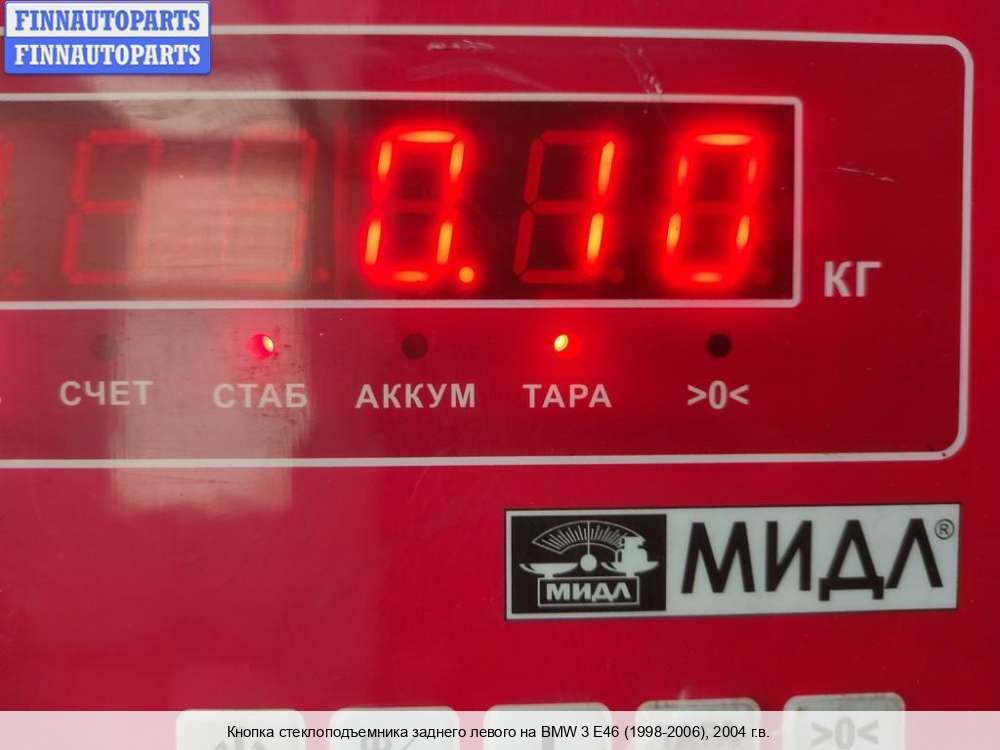 FINNAUTOPARTS
FINNAUTOPARTS
0.10
КГ
СЧЕТ СТАБ АККУМ ТАРА >0<
МИДЛ
МИДЛ®
>0<
Кнопка стеклоподъемника заднего левого на BMW 3 E46 (1998-2006), 2004 г.в.